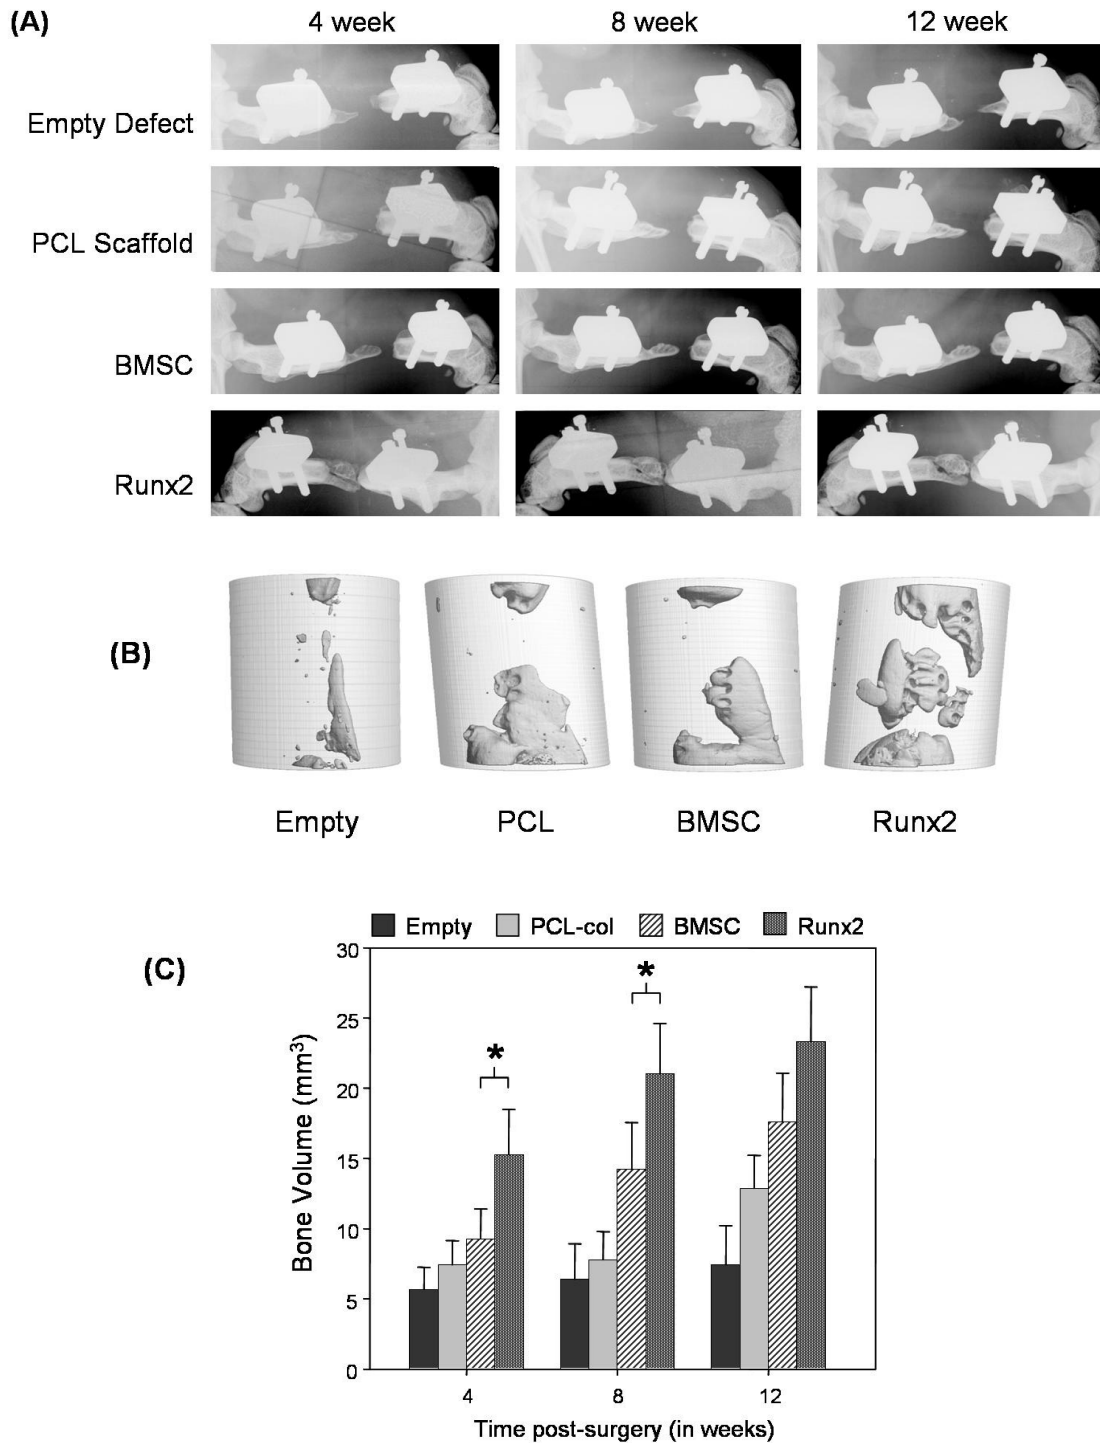 (A)
4 week 8 week 12 week
Empty Defect
PCL Scaffold
BMSC
Runx2
(B)
Empty PCL BMSC Runx2
(C)
Empty PCL-col BMSC Runx2
Bone Volume (mm³)
30
25
20
15
10
5
0
*
*
4 8 12
Time post-surgery (in weeks)